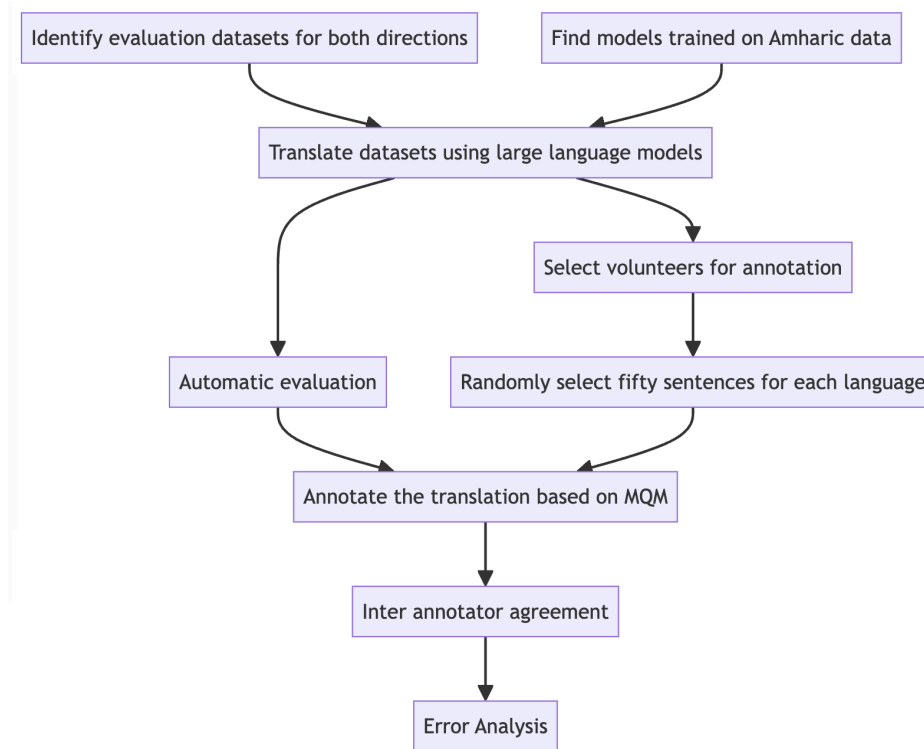 Identify evaluation datasets for both directions
Find models trained on Amharic data
Translate datasets using large language models
Select volunteers for annotation
Automatic evaluation
Randomly select fifty sentences for each language
Annotate the translation based on MQM
Inter annotator agreement
Error Analysis